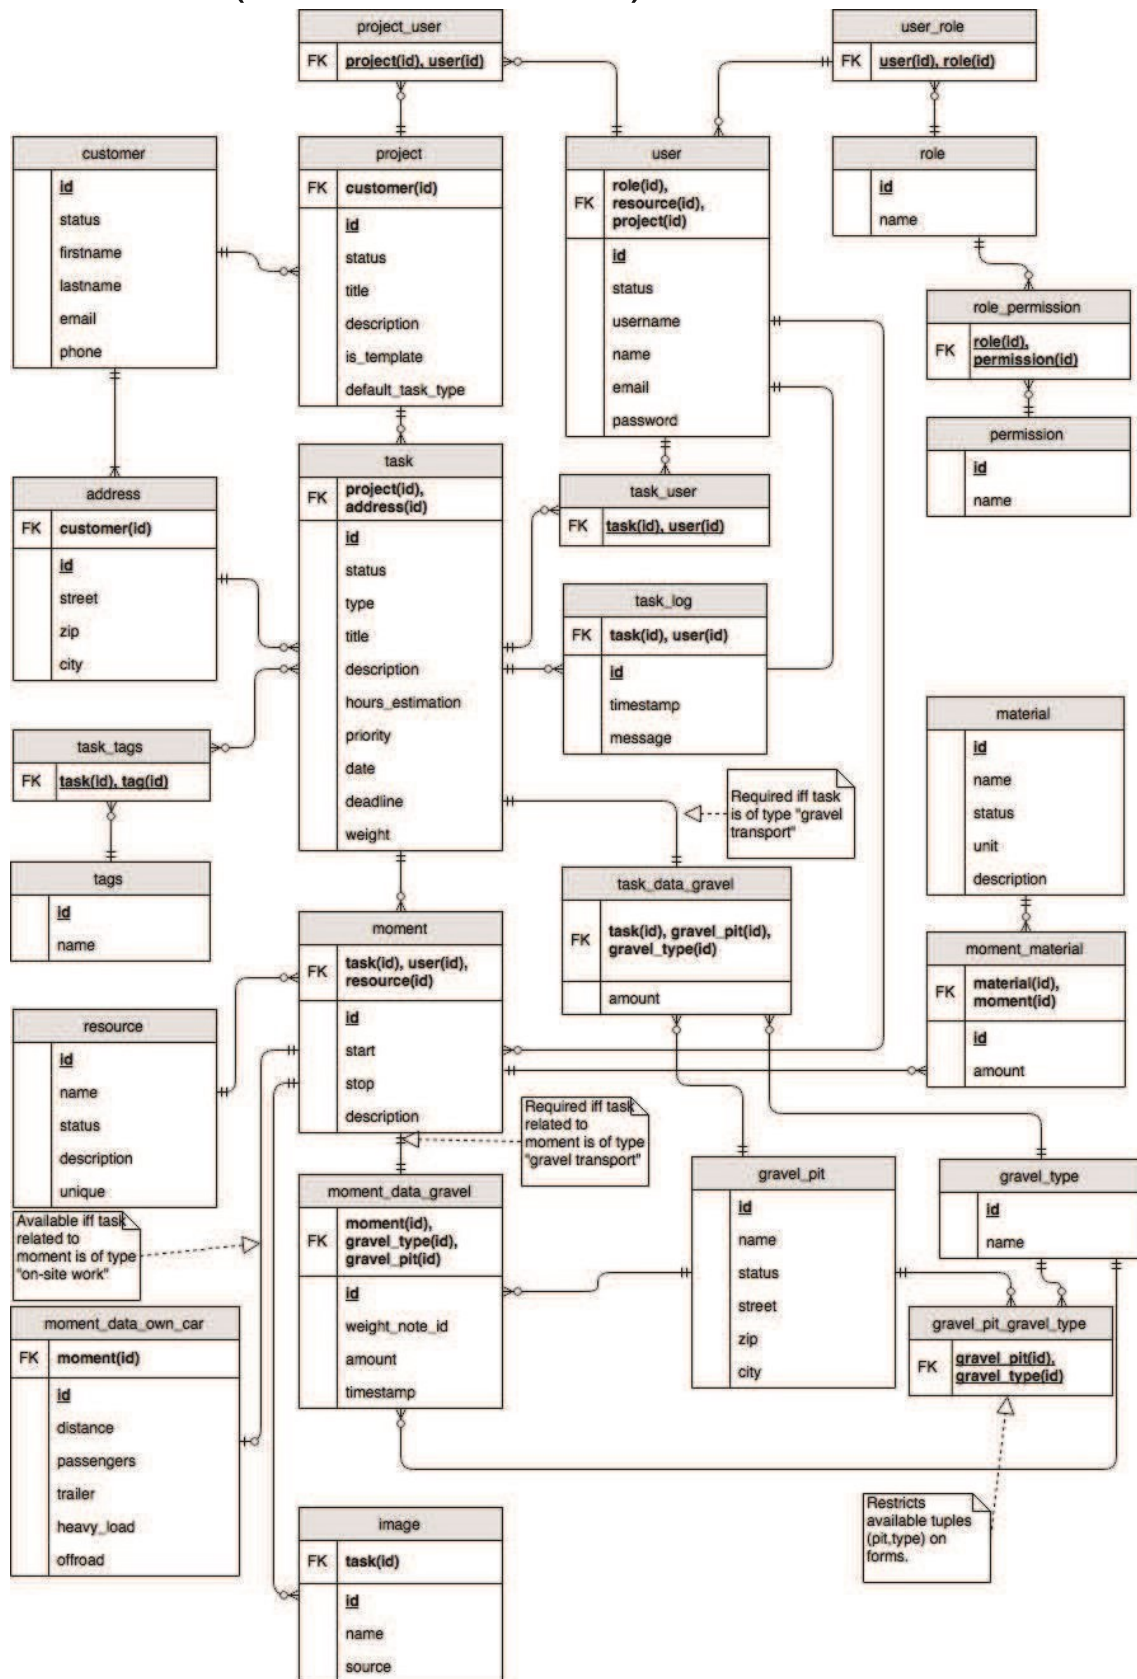 project_user
FK project(id), user(id)
user_role
FK user(id), role(id)
customer
id
status
firstname
lastname
email
phone
project
FK customer(id)
id
status
title
description
is_template
default_task_type
user
FK role(id),
resource(id),
project(id)
id
status
username
name
email
password
role
id
name
role_permission
FK role(id),
permission(id)
permission
id
name
address
FK customer(id)
id
street
zip
city
task
FK project(id),
address(id)
id
status
type
title
description
hours_estimation
priority
date
deadline
weight
task_user
FK task(id), user(id)
task_log
FK task(id), user(id)
id
timestamp
message
task_tags
FK task(id), tag(id)
tags
id
name
Required iff task
is of type "gravel
transport"
material
id
name
status
unit
description
task_data_gravel
FK task(id), gravel_pit(id),
gravel_type(id)
amount
moment_material
FK material(id),
moment(id)
id
amount
moment
FK task(id), user(id),
resource(id)
id
start
stop
description
resource
id
name
status
description
unique
Required iff task
related to
moment is of type
"gravel transport"
Available iff task
related to
moment is of type
"on-site work"
moment_data_gravel
FK moment(id),
gravel_type(id),
gravel_pit(id)
id
weight_note_id
amount
timestamp
gravel_pit
id
name
status
street
zip
city
gravel_type
id
name
gravel_pit_gravel_type
FK gravel_pit(id),
gravel_type(id)
moment_data_own_car
FK moment(id)
id
distance
passengers
trailer
heavy_load
offroad
Restricts
available tuples
(pit,type) on
forms.
image
FK task(id)
id
name
source